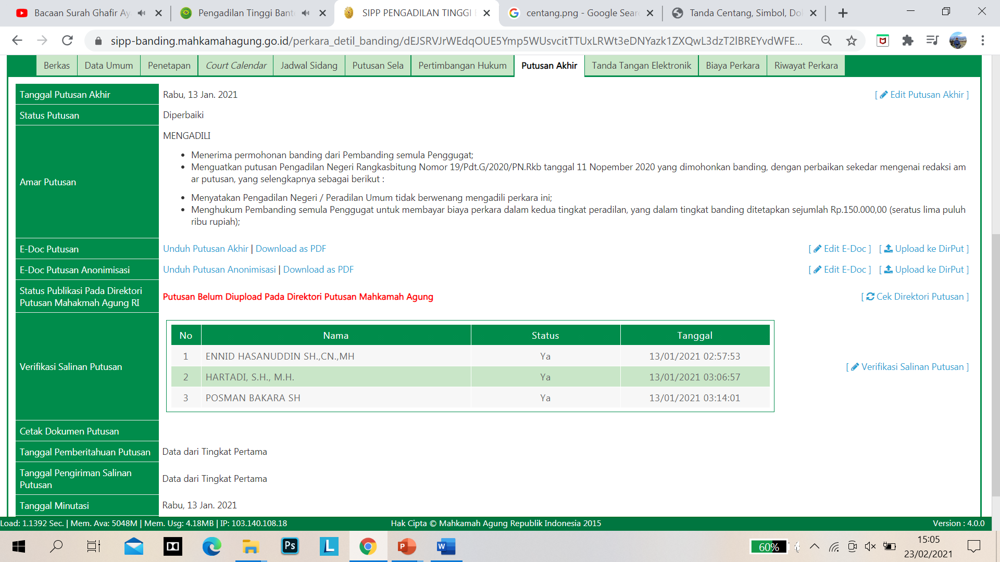 Bacaan Surah Ghafir Ay
Pengadilan Tinggi Bante
SIPP PENGADILAN TINGGI
centang.png - Google Sear
Tanda Centang, Simbol, Do
sipp-banding.mahkamahagung.go.id/perkara_detil_banding/dEJSRVJrWEdqOUE5Ymp5WUsvcitTTUxLRWt3eDNYazk1ZXQwL3dzT2lBREYvdWFE...
Berkas
Data Umum
Penetapan
Court Calendar
Jadwal Sidang
Putusan Sela
Pertimbangan Hukum
Putusan Akhir
Tanda Tangan Elektronik
Biaya Perkara
Riwayat Perkara
Tanggal Putusan Akhir
Rabu, 13 Jan. 2021
[ Edit Putusan Akhir ]
Status Putusan
Diperbaiki
Amar Putusan
MENGADILI
• Menerima permohonan banding dari Pembanding semula Penggugat;
• Menguatkan putusan Pengadilan Negeri Rangkasbitung Nomor 19/Pdt.G/2020/PN.Rkb tanggal 11 Nopember 2020 yang dimohonkan banding, dengan perbaikan sekedar mengenai redaksi am
ar putusan, yang selengkapnya sebagai berikut :
• Menyatakan Pengadilan Negeri / Peradilan Umum tidak berwenang mengadili perkara ini;
• Menghukum Pembanding semula Penggugat untuk membayar biaya perkara dalam kedua tingkat peradilan, yang dalam tingkat banding ditetapkan sejumlah Rp.150.000,00 (seratus lima puluh
ribu rupiah);
E-Doc Putusan
Unduh Putusan Akhir | Download as PDF
[ Edit E-Doc ] [ Upload ke DirPut ]
E-Doc Putusan Anonimisasi
Unduh Putusan Anonimisasi | Download as PDF
[ Edit E-Doc ] [ Upload ke DirPut ]
Status Publikasi Pada Direktori
Putusan Mahakmah Agung RI
Putusan Belum Diupload Pada Direktori Putusan Mahkamah Agung
[ Cek Direktori Putusan ]
Verifikasi Salinan Putusan
No Nama Status Tanggal
1 ENNID HASANUDDIN SH.,CN.,MH Ya 13/01/2021 02:57:53
2 HARTADI, S.H., M.H. Ya 13/01/2021 03:06:57
3 POSMAN BAKARA SH Ya 13/01/2021 03:14:01
[ Verifikasi Salinan Putusan ]
Cetak Dokumen Putusan
Tanggal Pemberitahuan Putusan
Data dari Tingkat Pertama
Tanggal Pengiriman Salinan
Putusan
Data dari Tingkat Pertama
Tanggal Minutasi
Rabu, 13 Jan. 2021
Load: 1.1392 Sec. | Mem. Ava: 5048M | Mem. Usg: 4.18MB | IP: 103.140.108.18
Hak Cipta © Mahkamah Agung Republik Indonesia 2015
Version : 4.0.0
Ps
L
P
W
60%
15:05
23/02/2021